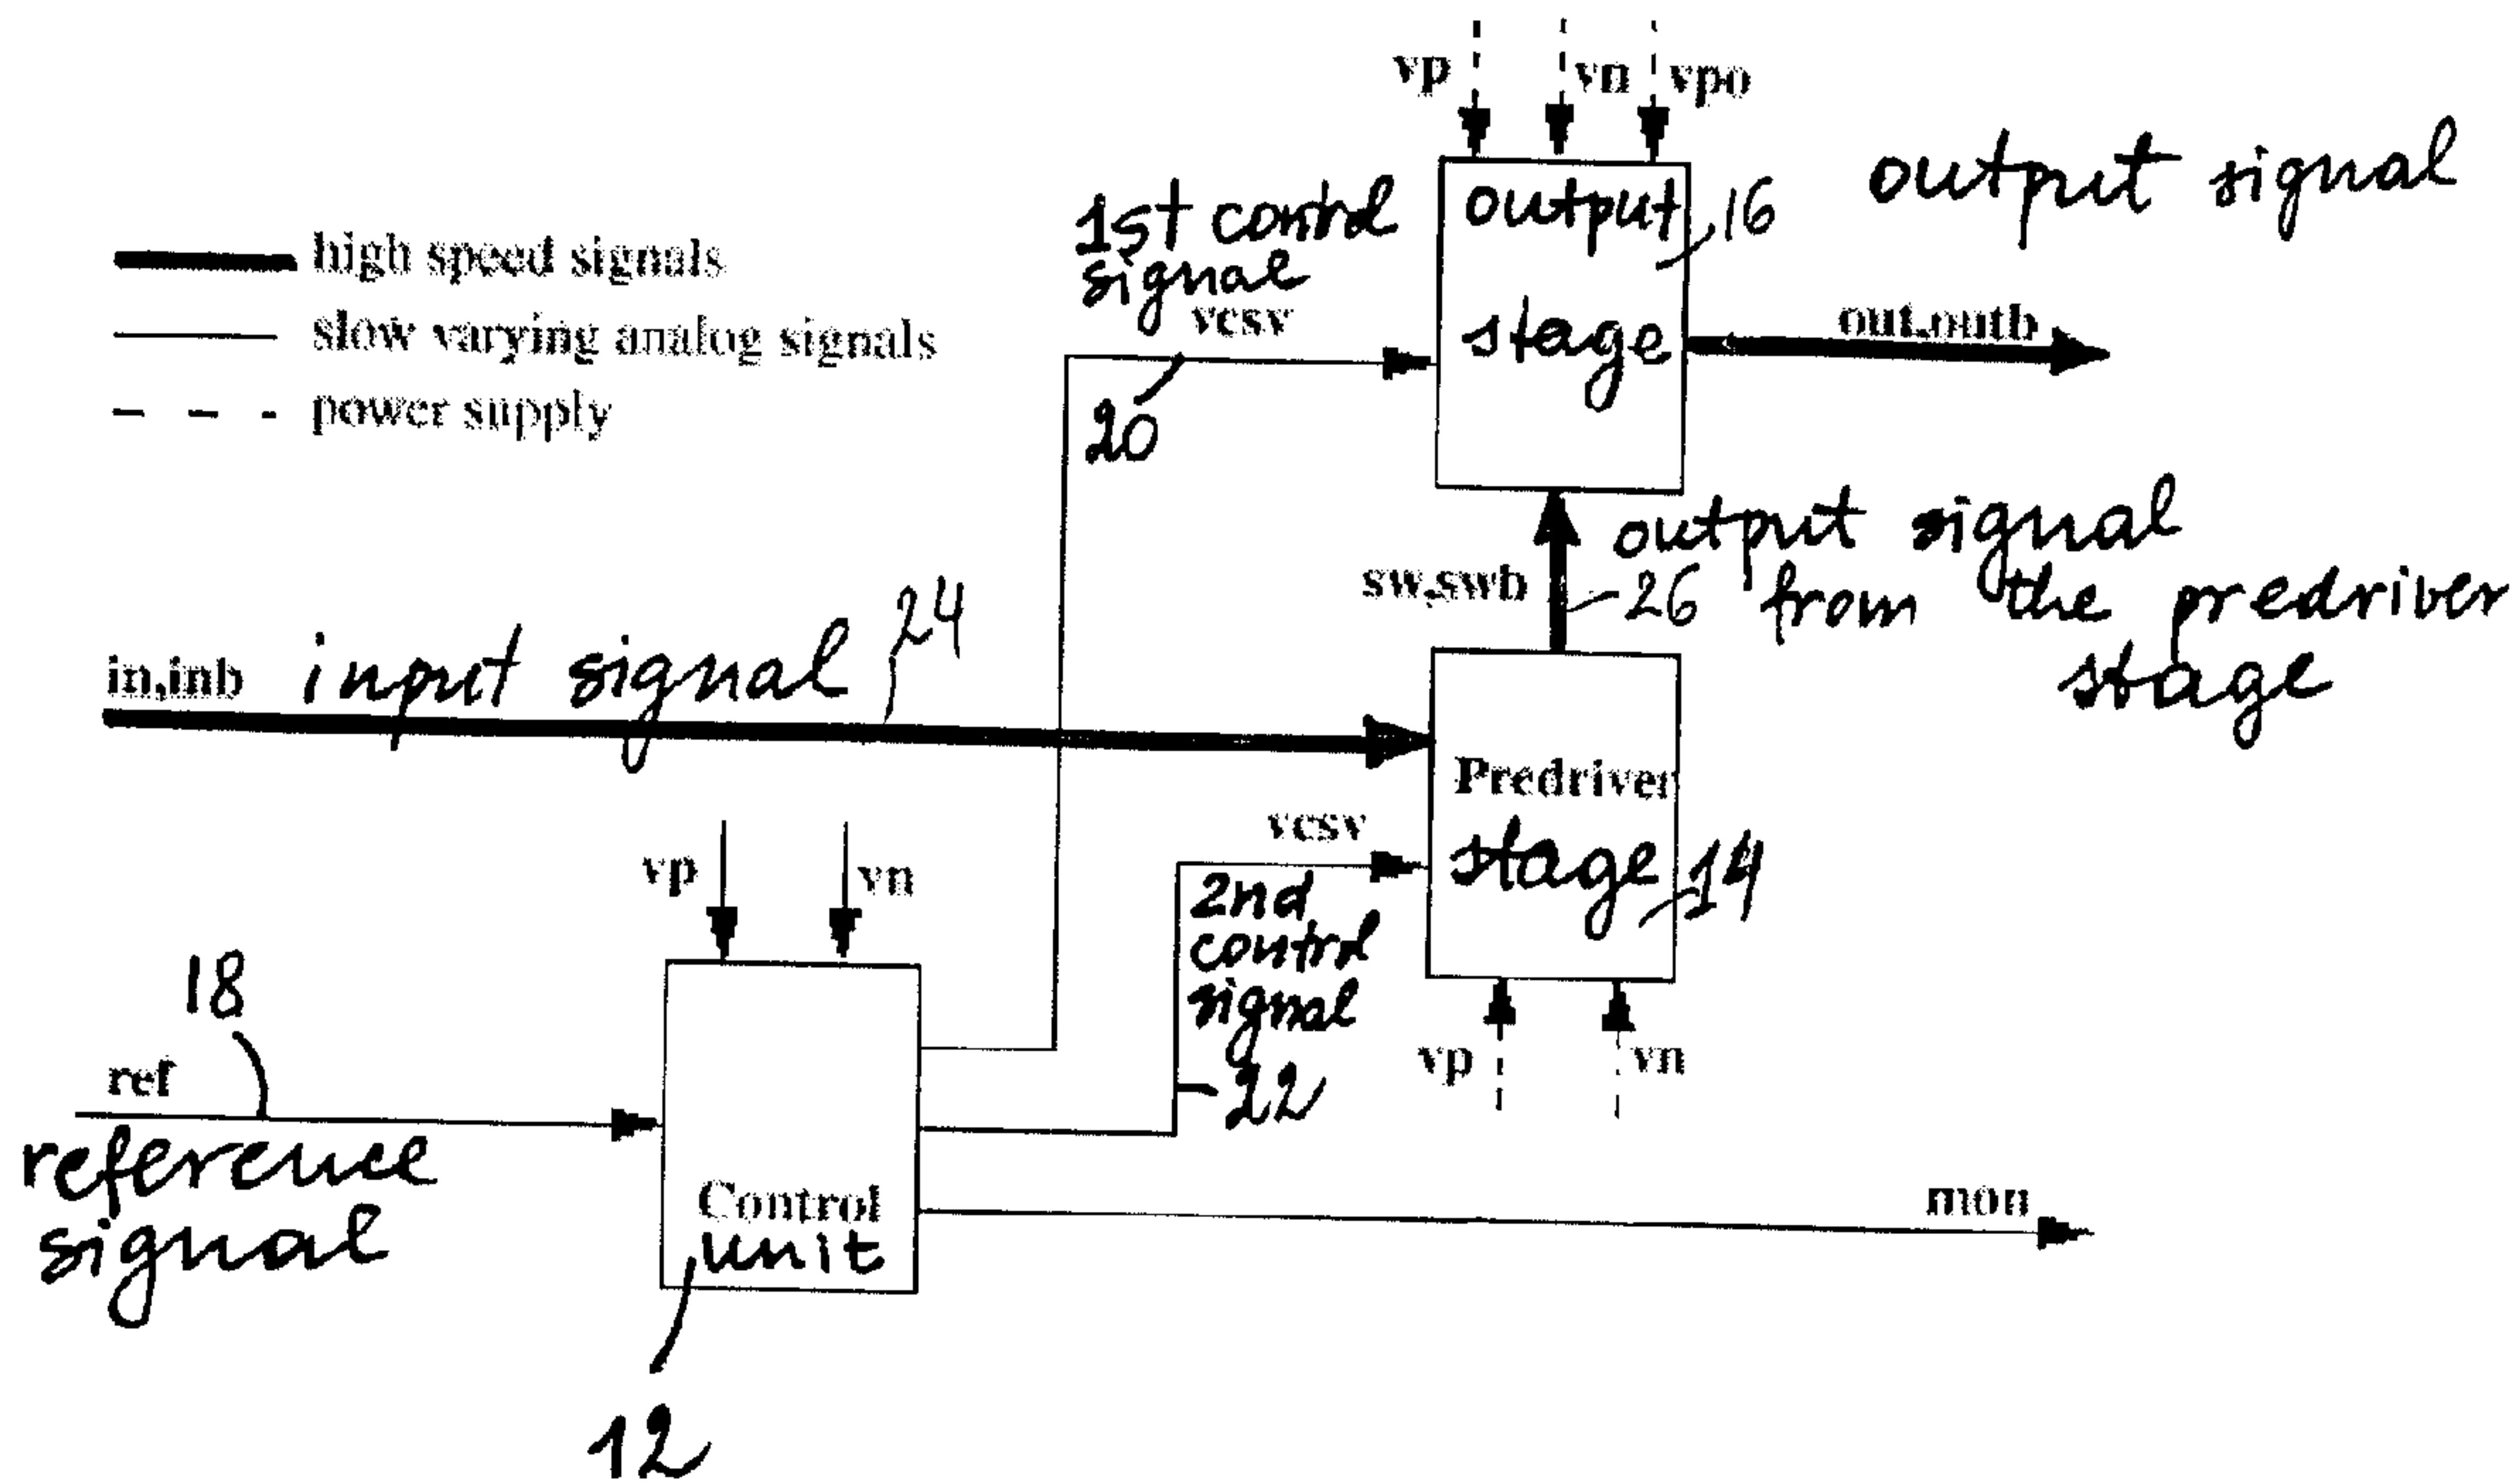 vp vn vpo
output signal
output 16
1st control
signal
vcsv
high speed signals
slow varying analog signals
power supply
stage
out,outb
20
output signal
sw,swb 26 from the predriver
stage
24
in,inb input signal
Predriver
stage 14
vcsv
2nd
control
signal
22
vp vn
vp vn
18
ref
reference
signal
Control
unit
mon
12